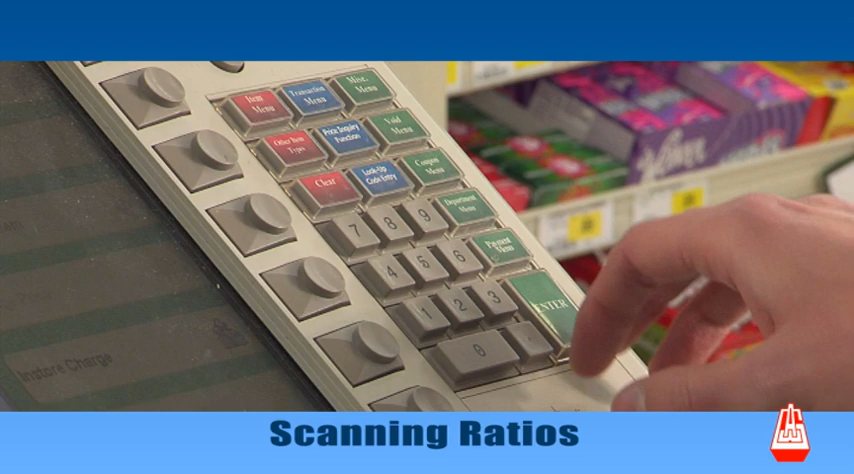 Item
Menu
Transaction
Menu
Misc.
Menu
Other Item
Types
Price Inquiry
Function
Void
Menu
Clear
Look-Up
Code Entry
Coupon
Menu
Department
Menu
Payment
Menu
7 8 9
4 5 6
1 2 3
0 .
ENTER
Instore Charge
Scanning Ratios